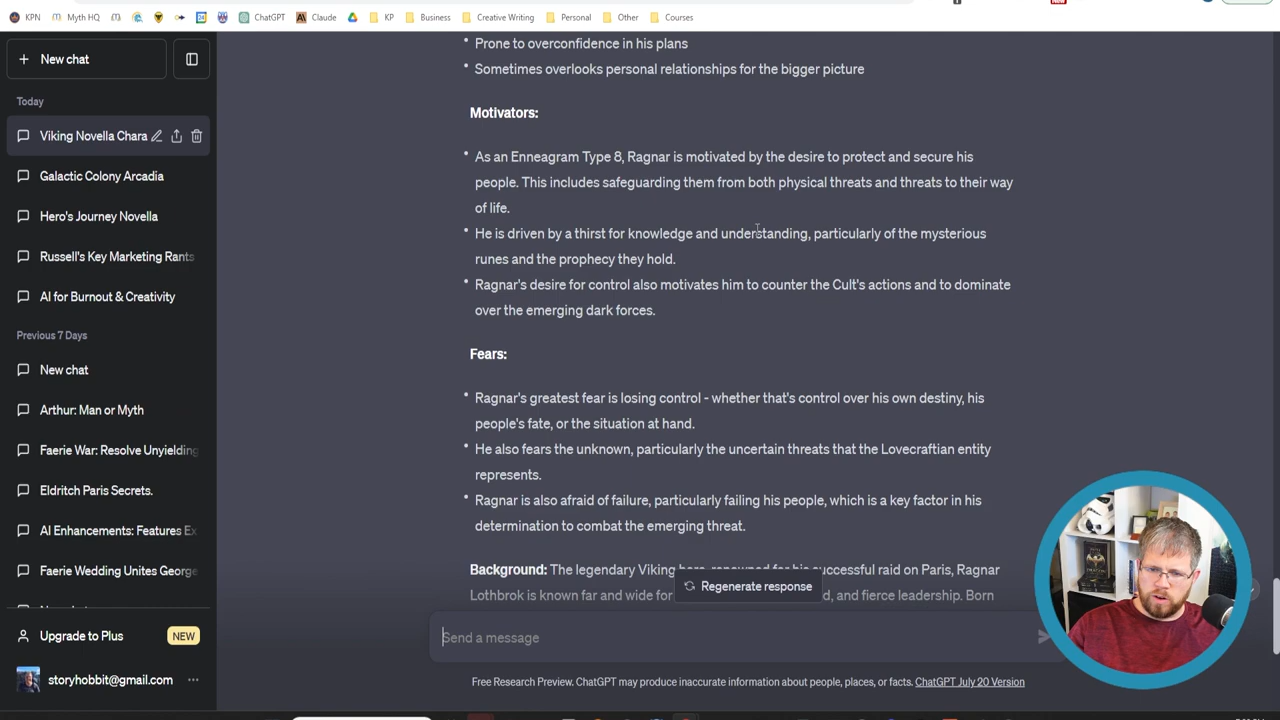 KPN
Myth HQ
ChatGPT
Claude
KP
Business
Creative Writing
Personal
Other
Courses
New chat
Today
Viking Novella Chara
Galactic Colony Arcadia
Hero's Journey Novella
Russell's Key Marketing Rants
AI for Burnout & Creativity
Previous 7 Days
New chat
Arthur: Man or Myth
Faerie War: Resolve Unyielding
Eldritch Paris Secrets.
AI Enhancements: Features Ex
Faerie Wedding Unites George
Upgrade to Plus
NEW
storyhobbit@gmail.com
• Prone to overconfidence in his plans
• Sometimes overlooks personal relationships for the bigger picture
Motivators:
• As an Enneagram Type 8, Ragnar is motivated by the desire to protect and secure his
people. This includes safeguarding them from both physical threats and threats to their way
of life.
• He is driven by a thirst for knowledge and understanding, particularly of the mysterious
runes and the prophecy they hold.
• Ragnar's desire for control also motivates him to counter the Cult's actions and to dominate
over the emerging dark forces.
Fears:
• Ragnar's greatest fear is losing control - whether that's control over his own destiny, his
people's fate, or the situation at hand.
• He also fears the unknown, particularly the uncertain threats that the Lovecraftian entity
represents.
• Ragnar is also afraid of failure, particularly failing his people, which is a key factor in his
determination to combat the emerging threat.
Background: The legendary Viking hero, renowned for his successful raid on Paris, Ragnar
Lothbrok is known far and wide for and fierce leadership. Born
Regenerate response
Send a message
Free Research Preview. ChatGPT may produce inaccurate information about people, places, or facts. ChatGPT July 20 Version